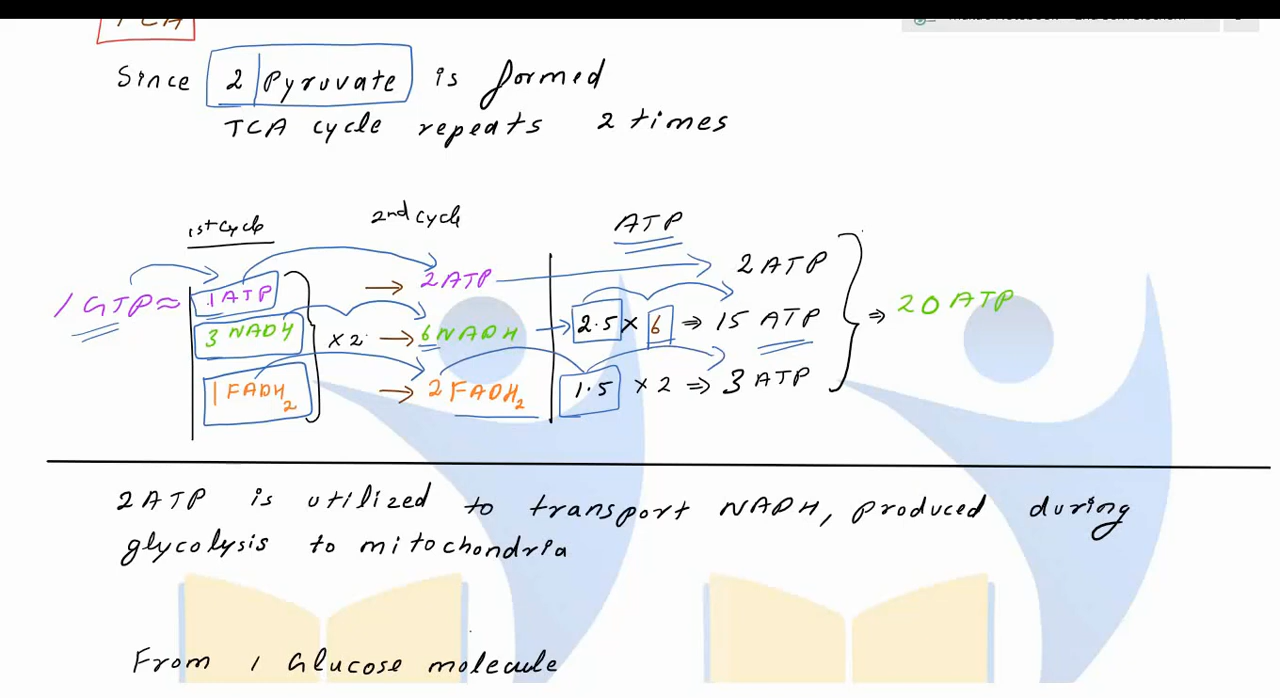 TCA
Since 2 Pyruvate is formed
TCA cycle repeats 2 times
1st cycle 2nd cycle ATP
1 GTP ≈ 1 ATP → 2 ATP 2 ATP
3 NADH × 2 → 6 NADH → 2.5 × 6 ⇒ 15 ATP ⇒ 20 ATP
1 FADH₂ → 2 FADH₂ 1.5 × 2 ⇒ 3 ATP
2 ATP is utilized to transport NADH, produced during
glycolysis to mitochondria
From 1 Glucose molecule